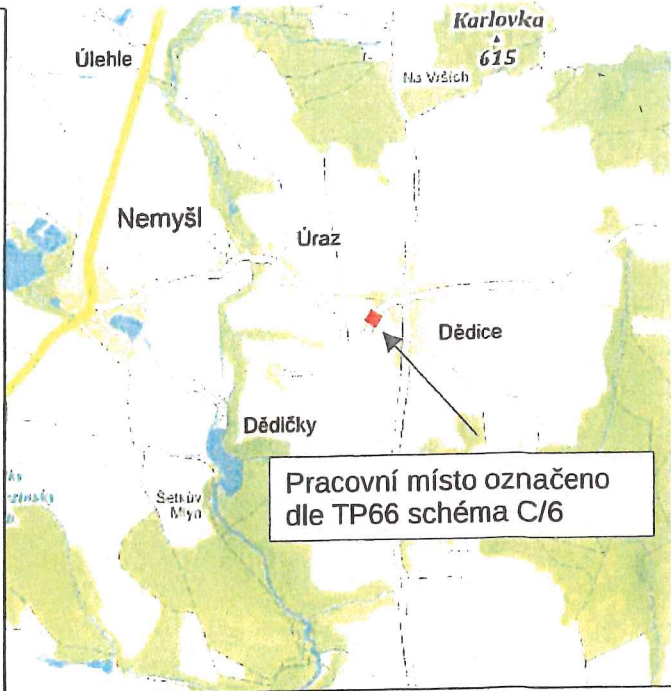 Karlovka
615
Úlehle
Na Vrších
Nemyšl
Úraz
Dědice
Dědičky
Pracovní místo označeno
dle TP66 schéma C/6
Šetkův
Mlýn